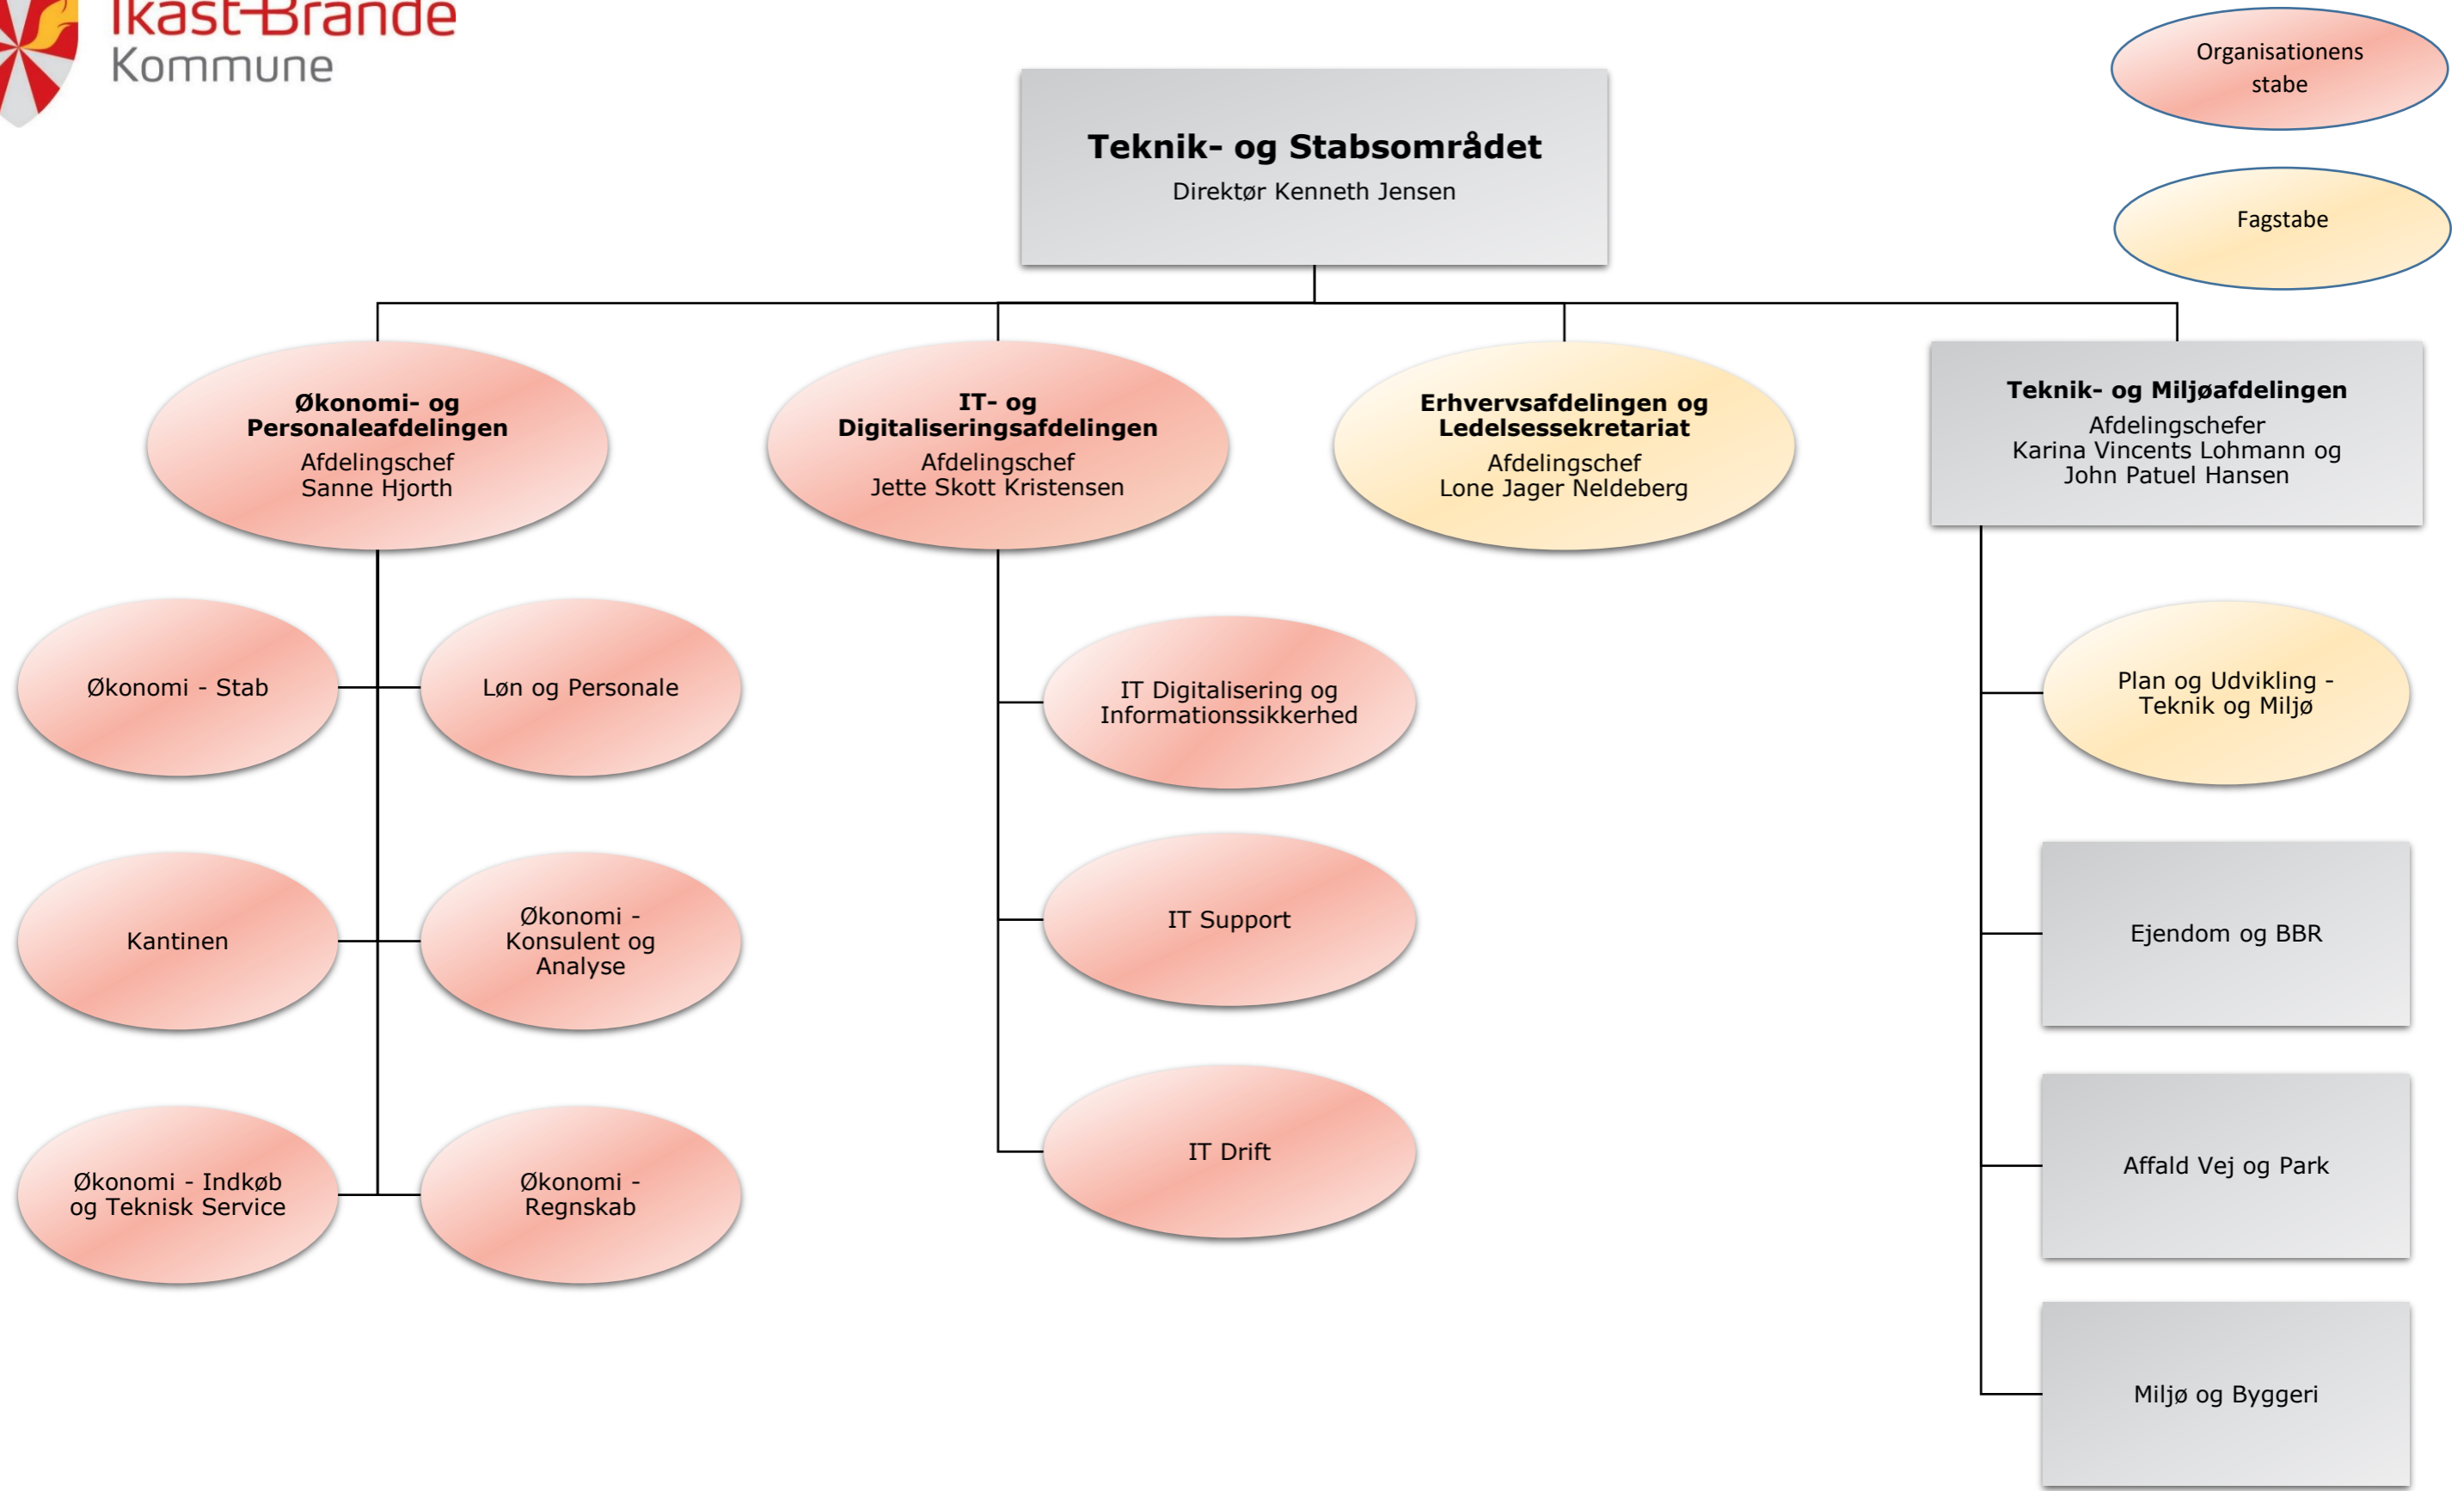 Ikast-Brande
Kommune
Organisationens
stabe
Fagstabe
Teknik- og Stabsområdet
Direktør Kenneth Jensen
Økonomi- og
Personaleafdelingen
Afdelingschef
Sanne Hjorth
IT- og
Digitaliseringsafdelingen
Afdelingschef
Jette Skott Kristensen
Erhvervsafdelingen og
Ledelsessekretariat
Afdelingschef
Lone Jager Neldeberg
Teknik- og Miljøafdelingen
Afdelingschefer
Karina Vincents Lohmann og
John Patuel Hansen
Økonomi - Stab
Løn og Personale
Kantinen
Økonomi -
Konsulent og
Analyse
Økonomi - Indkøb
og Teknisk Service
Økonomi -
Regnskab
IT Digitalisering og
Informationssikkerhed
IT Support
IT Drift
Plan og Udvikling -
Teknik og Miljø
Ejendom og BBR
Affald Vej og Park
Miljø og Byggeri